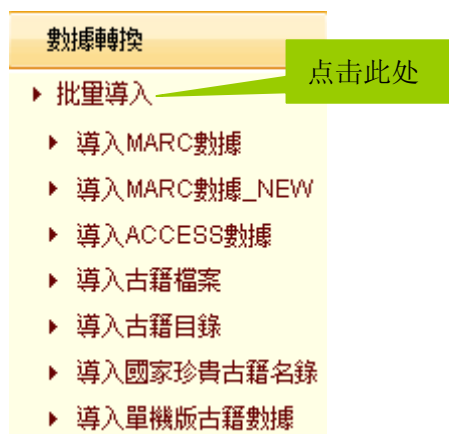 數據轉換
点击此处
批量導入
導入MARC數據
導入MARC數據_NEW
導入ACCESS數據
導入古籍檔案
導入古籍目錄
導入國家珍貴古籍名錄
導入單機版古籍數據